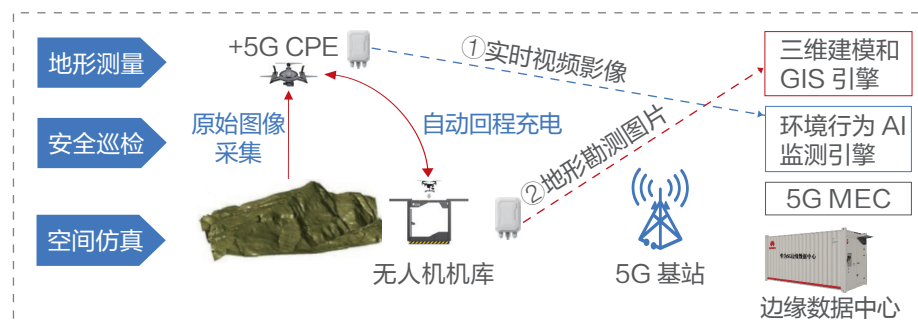 地形测量
安全巡检
空间仿真
+5G CPE
原始图像
采集
自动回程充电
①实时视频影像
②地形勘测图片
无人机机库
5G 基站
三维建模和
GIS 引擎
环境行为 AI
监测引擎
5G MEC
边缘数据中心